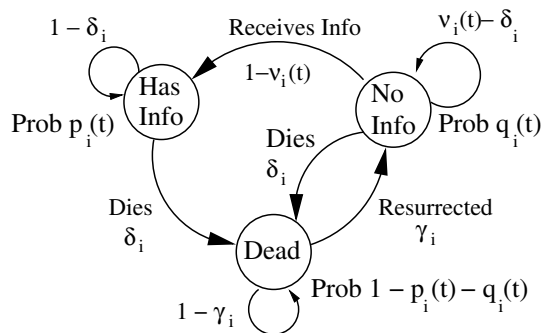 1 − δ_i
Receives Info
1−ν_i(t)
ν_i(t)−δ_i
Has
Info
No
Info
Prob p_i(t)
Prob q_i(t)
Dies
δ_i
Dies
δ_i
Resurrected
γ_i
Dead
Prob 1 − p_i(t) − q_i(t)
1 − γ_i